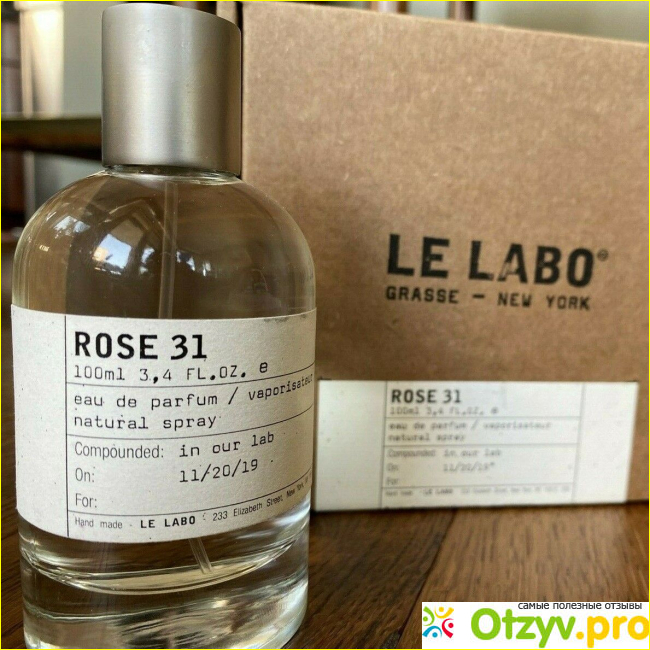 ROSE 31
100ml 3,4 FL.OZ. e
eau de parfum / vaporisateur
natural spray
Compounded: in our lab
On: 11/20/19
For:
Hand made - LE LABO - 233 Elizabeth Street, New York,
LE LABO®
GRASSE – NEW YORK
ROSE 31
100ml 3,4 FL.OZ. e
eau de parfum / vaporisateur
natural spray
Compounded: in our lab
On: 11/20/19
For:
LE LABO
самые полезные отзывы
Otzyv.pro